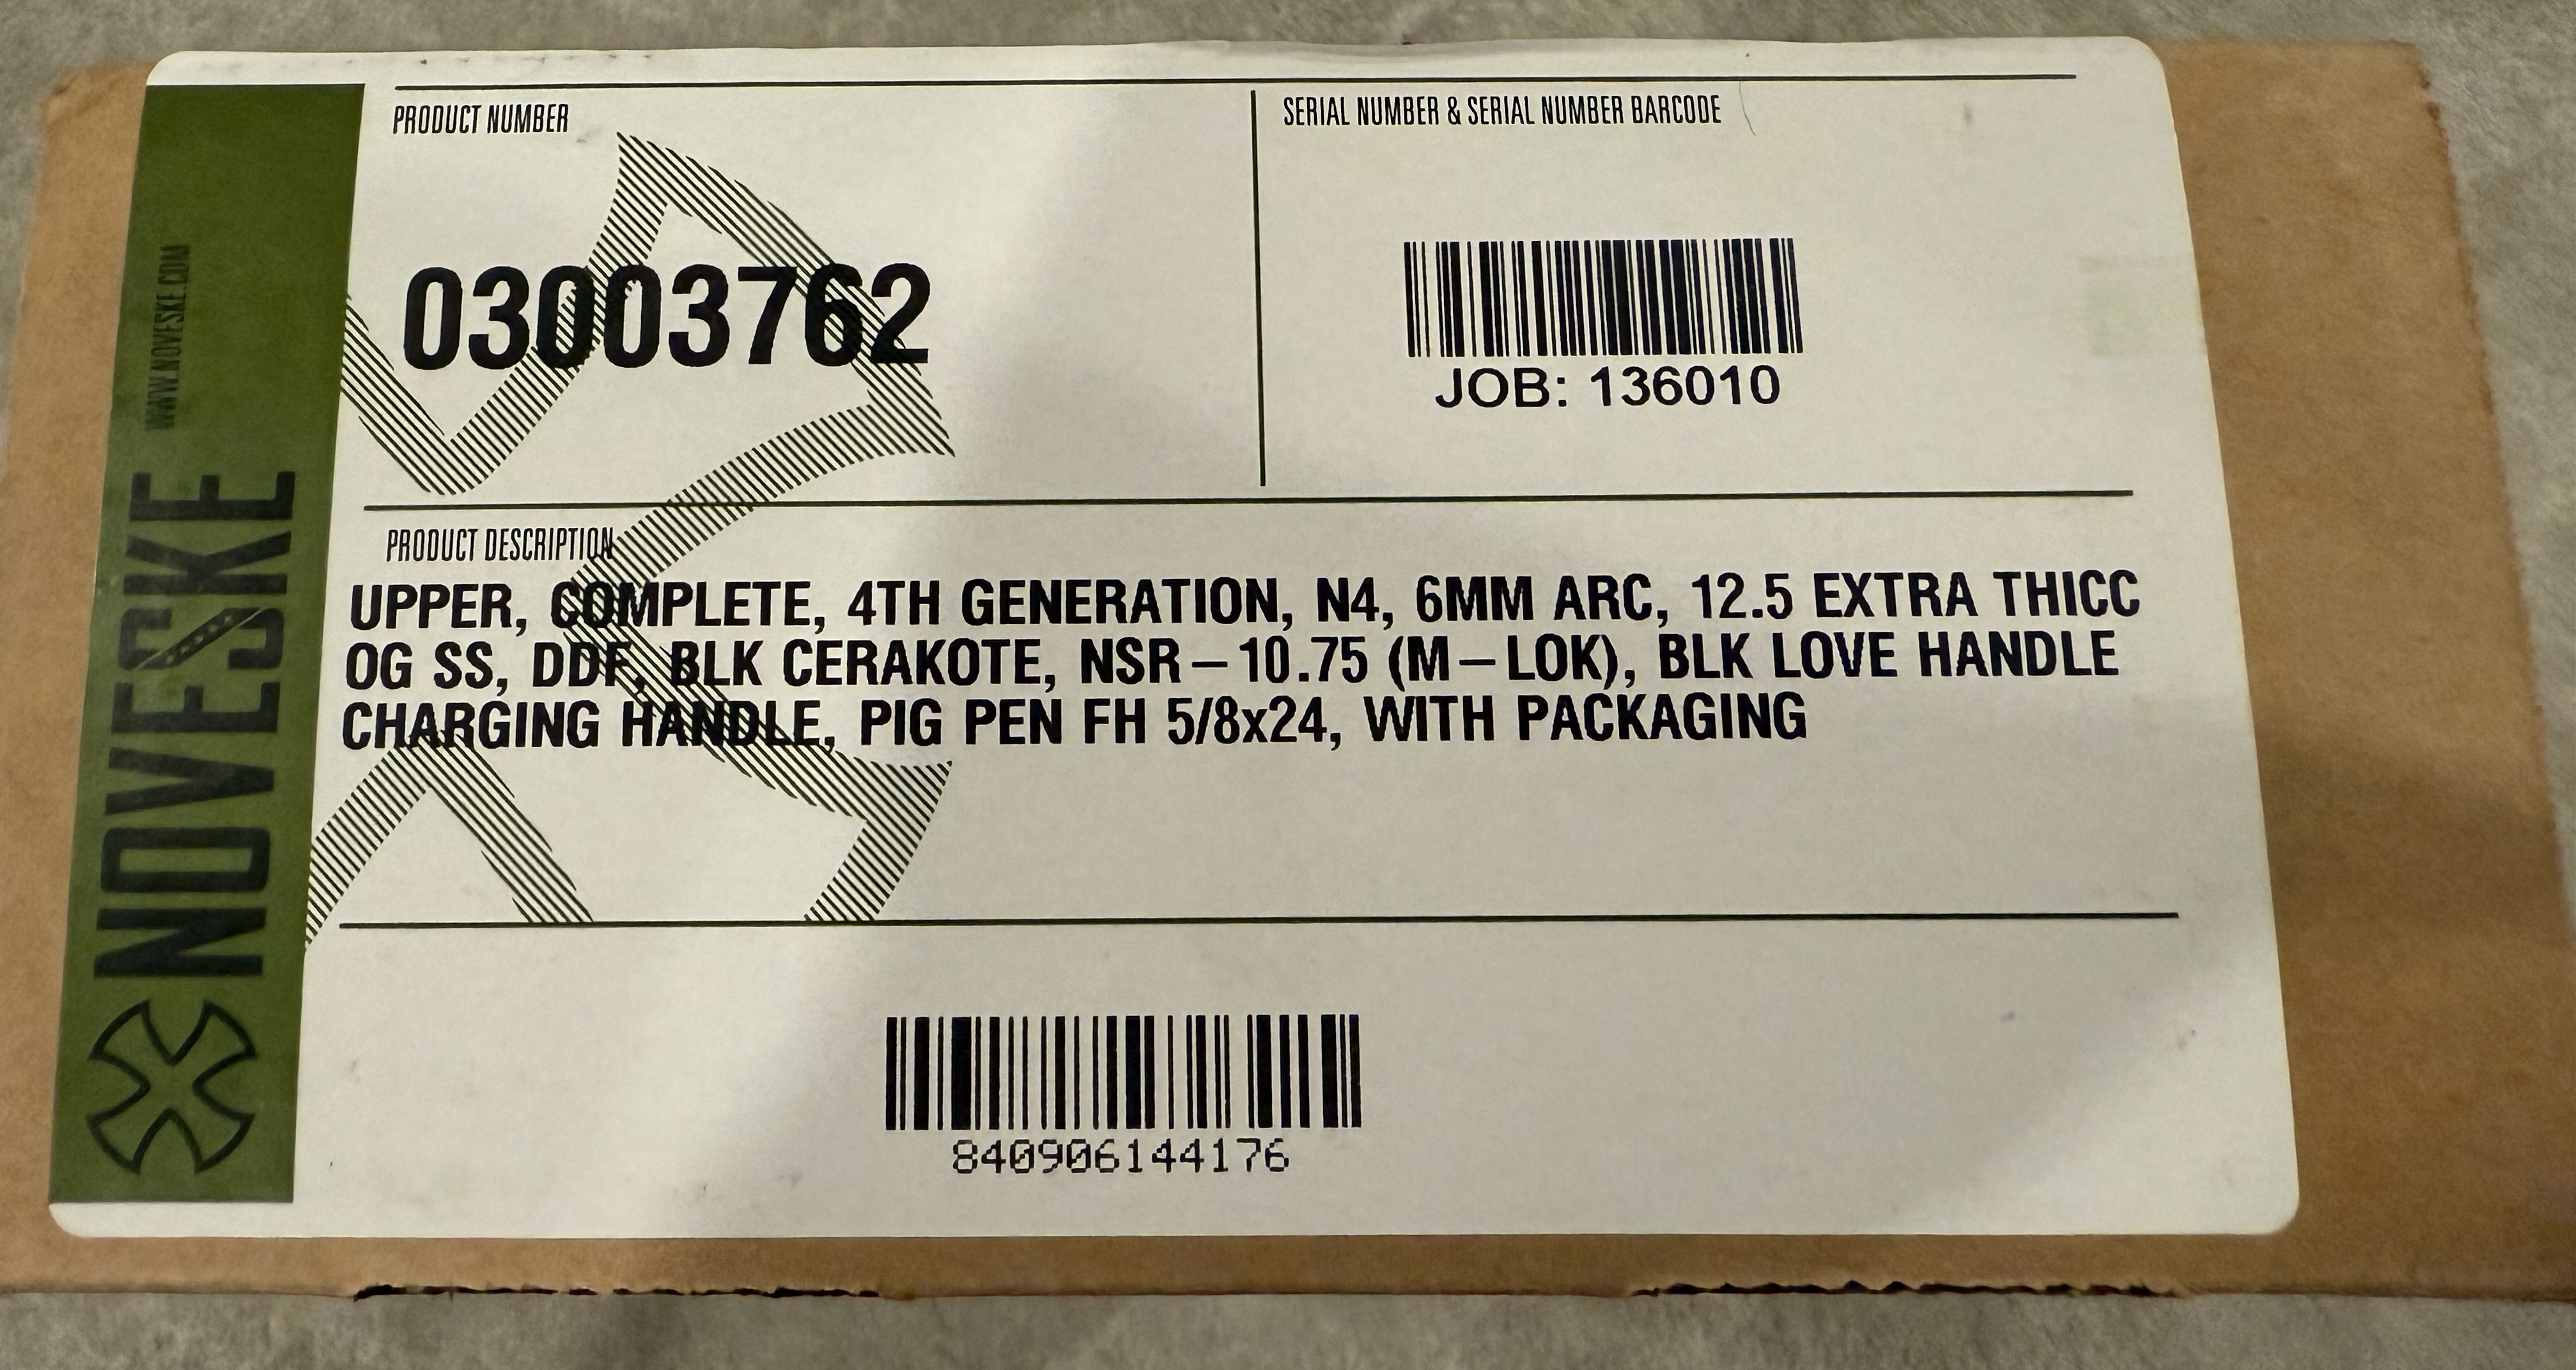 PRODUCT NUMBER
03003762
SERIAL NUMBER & SERIAL NUMBER BARCODE
JOB: 136010
PRODUCT DESCRIPTION
UPPER, COMPLETE, 4TH GENERATION, N4, 6MM ARC, 12.5 EXTRA THICC
OG SS, DDF, BLK CERAKOTE, NSR-10.75 (M-LOK), BLK LOVE HANDLE
CHARGING HANDLE, PIG PEN FH 5/8x24, WITH PACKAGING
840906144176
NOVESKE
WWW.NOVESKE.COM